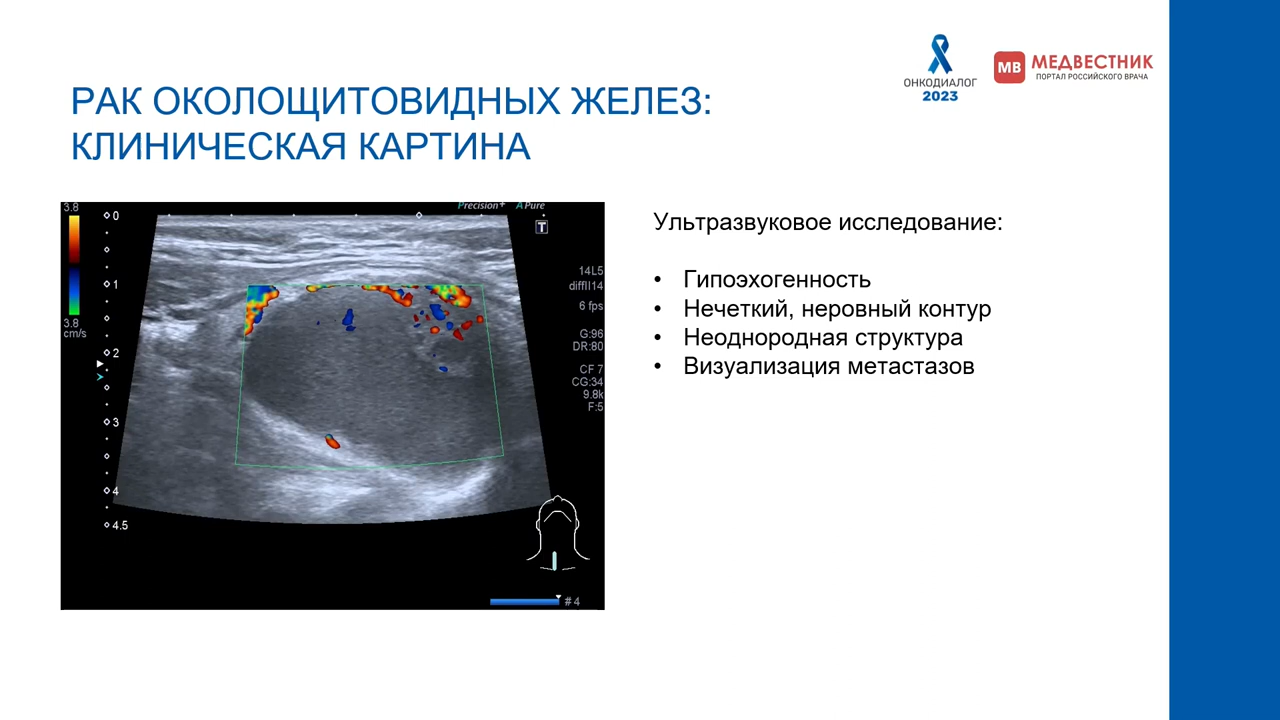 ОНКОДИАЛОГ
2023
МВ
МЕДВЕСТНИК
ПОРТАЛ РОССИЙСКОГО ВРАЧА
РАК ОКОЛОЩИТОВИДНЫХ ЖЕЛЕЗ:
КЛИНИЧЕСКАЯ КАРТИНА
3.8
3.8
cm/s
0
1
2
3
4
4.5
Precision+ APure
T
14L5
diffII14
6 fps
G:96
DR:80
CF 7
CG:34
9.8k
F:5
#4
Ультразвуковое исследование:
• Гипоэхогенность
• Нечеткий, неровный контур
• Неоднородная структура
• Визуализация метастазов